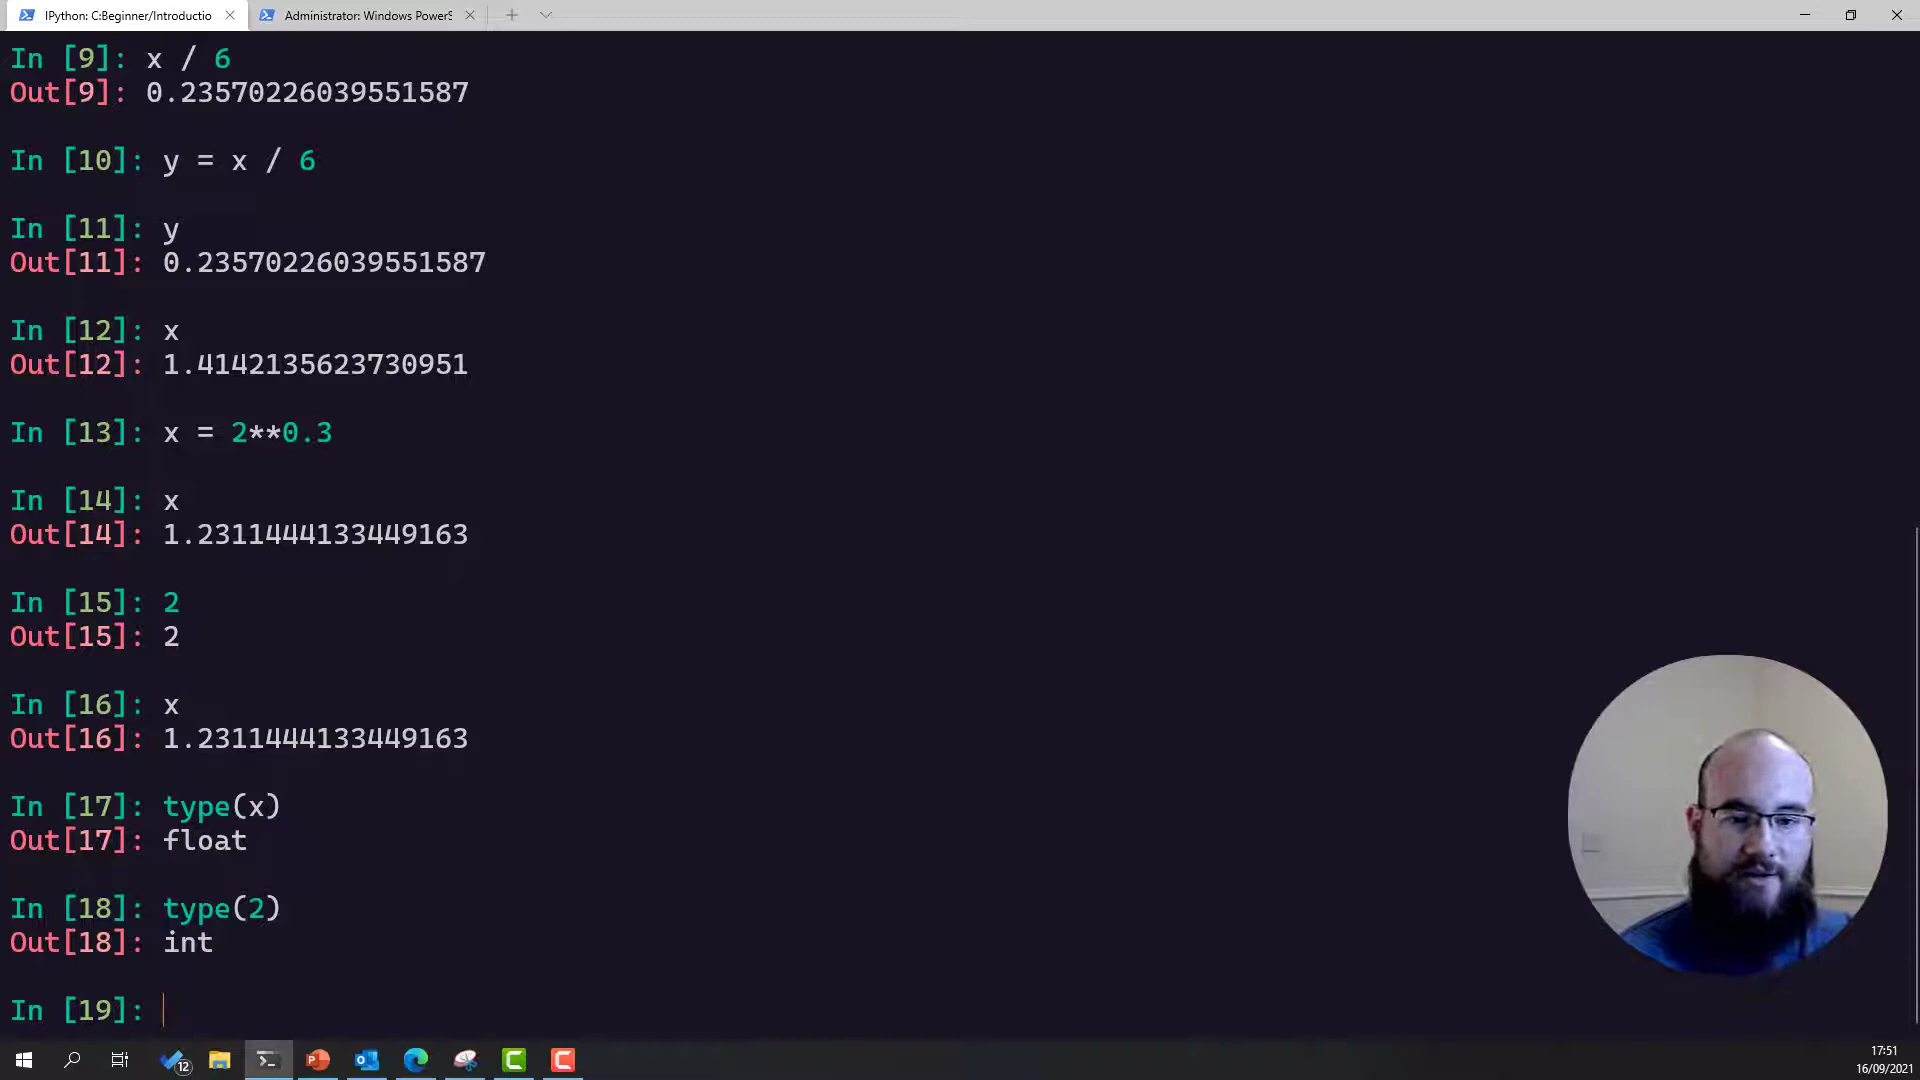 IPython: C:Beginner/Introductio
Administrator: Windows PowerS
In [9]: x / 6
Out[9]: 0.23570226039551587
In [10]: y = x / 6
In [11]: y
Out[11]: 0.23570226039551587
In [12]: x
Out[12]: 1.4142135623730951
In [13]: x = 2**0.3
In [14]: x
Out[14]: 1.2311444133449163
In [15]: 2
Out[15]: 2
In [16]: x
Out[16]: 1.2311444133449163
In [17]: type(x)
Out[17]: float
In [18]: type(2)
Out[18]: int
In [19]:
12
17:51
16/09/2021